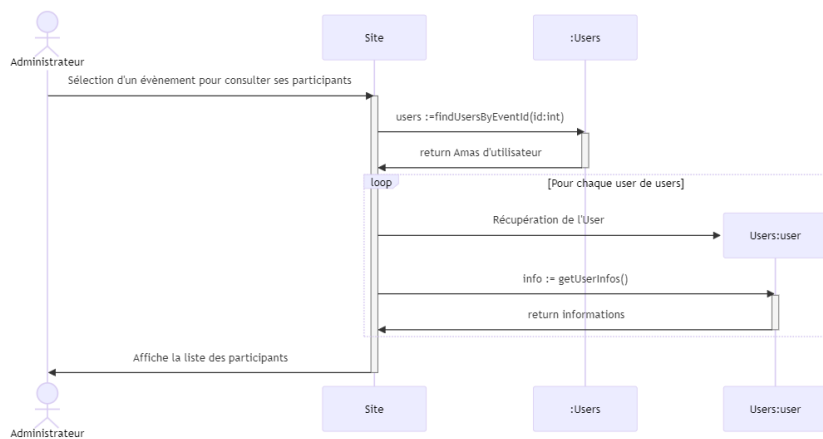 Site
:Users
Administrateur
Sélection d'un évènement pour consulter ses participants
users :=findUsersByEventId(id:int)
return Amas d'utilisateur
loop
[Pour chaque user de users]
Récupération de l'User
Users:user
info := getUserInfos()
return informations
Affiche la liste des participants
Administrateur
Site
:Users
Users:user